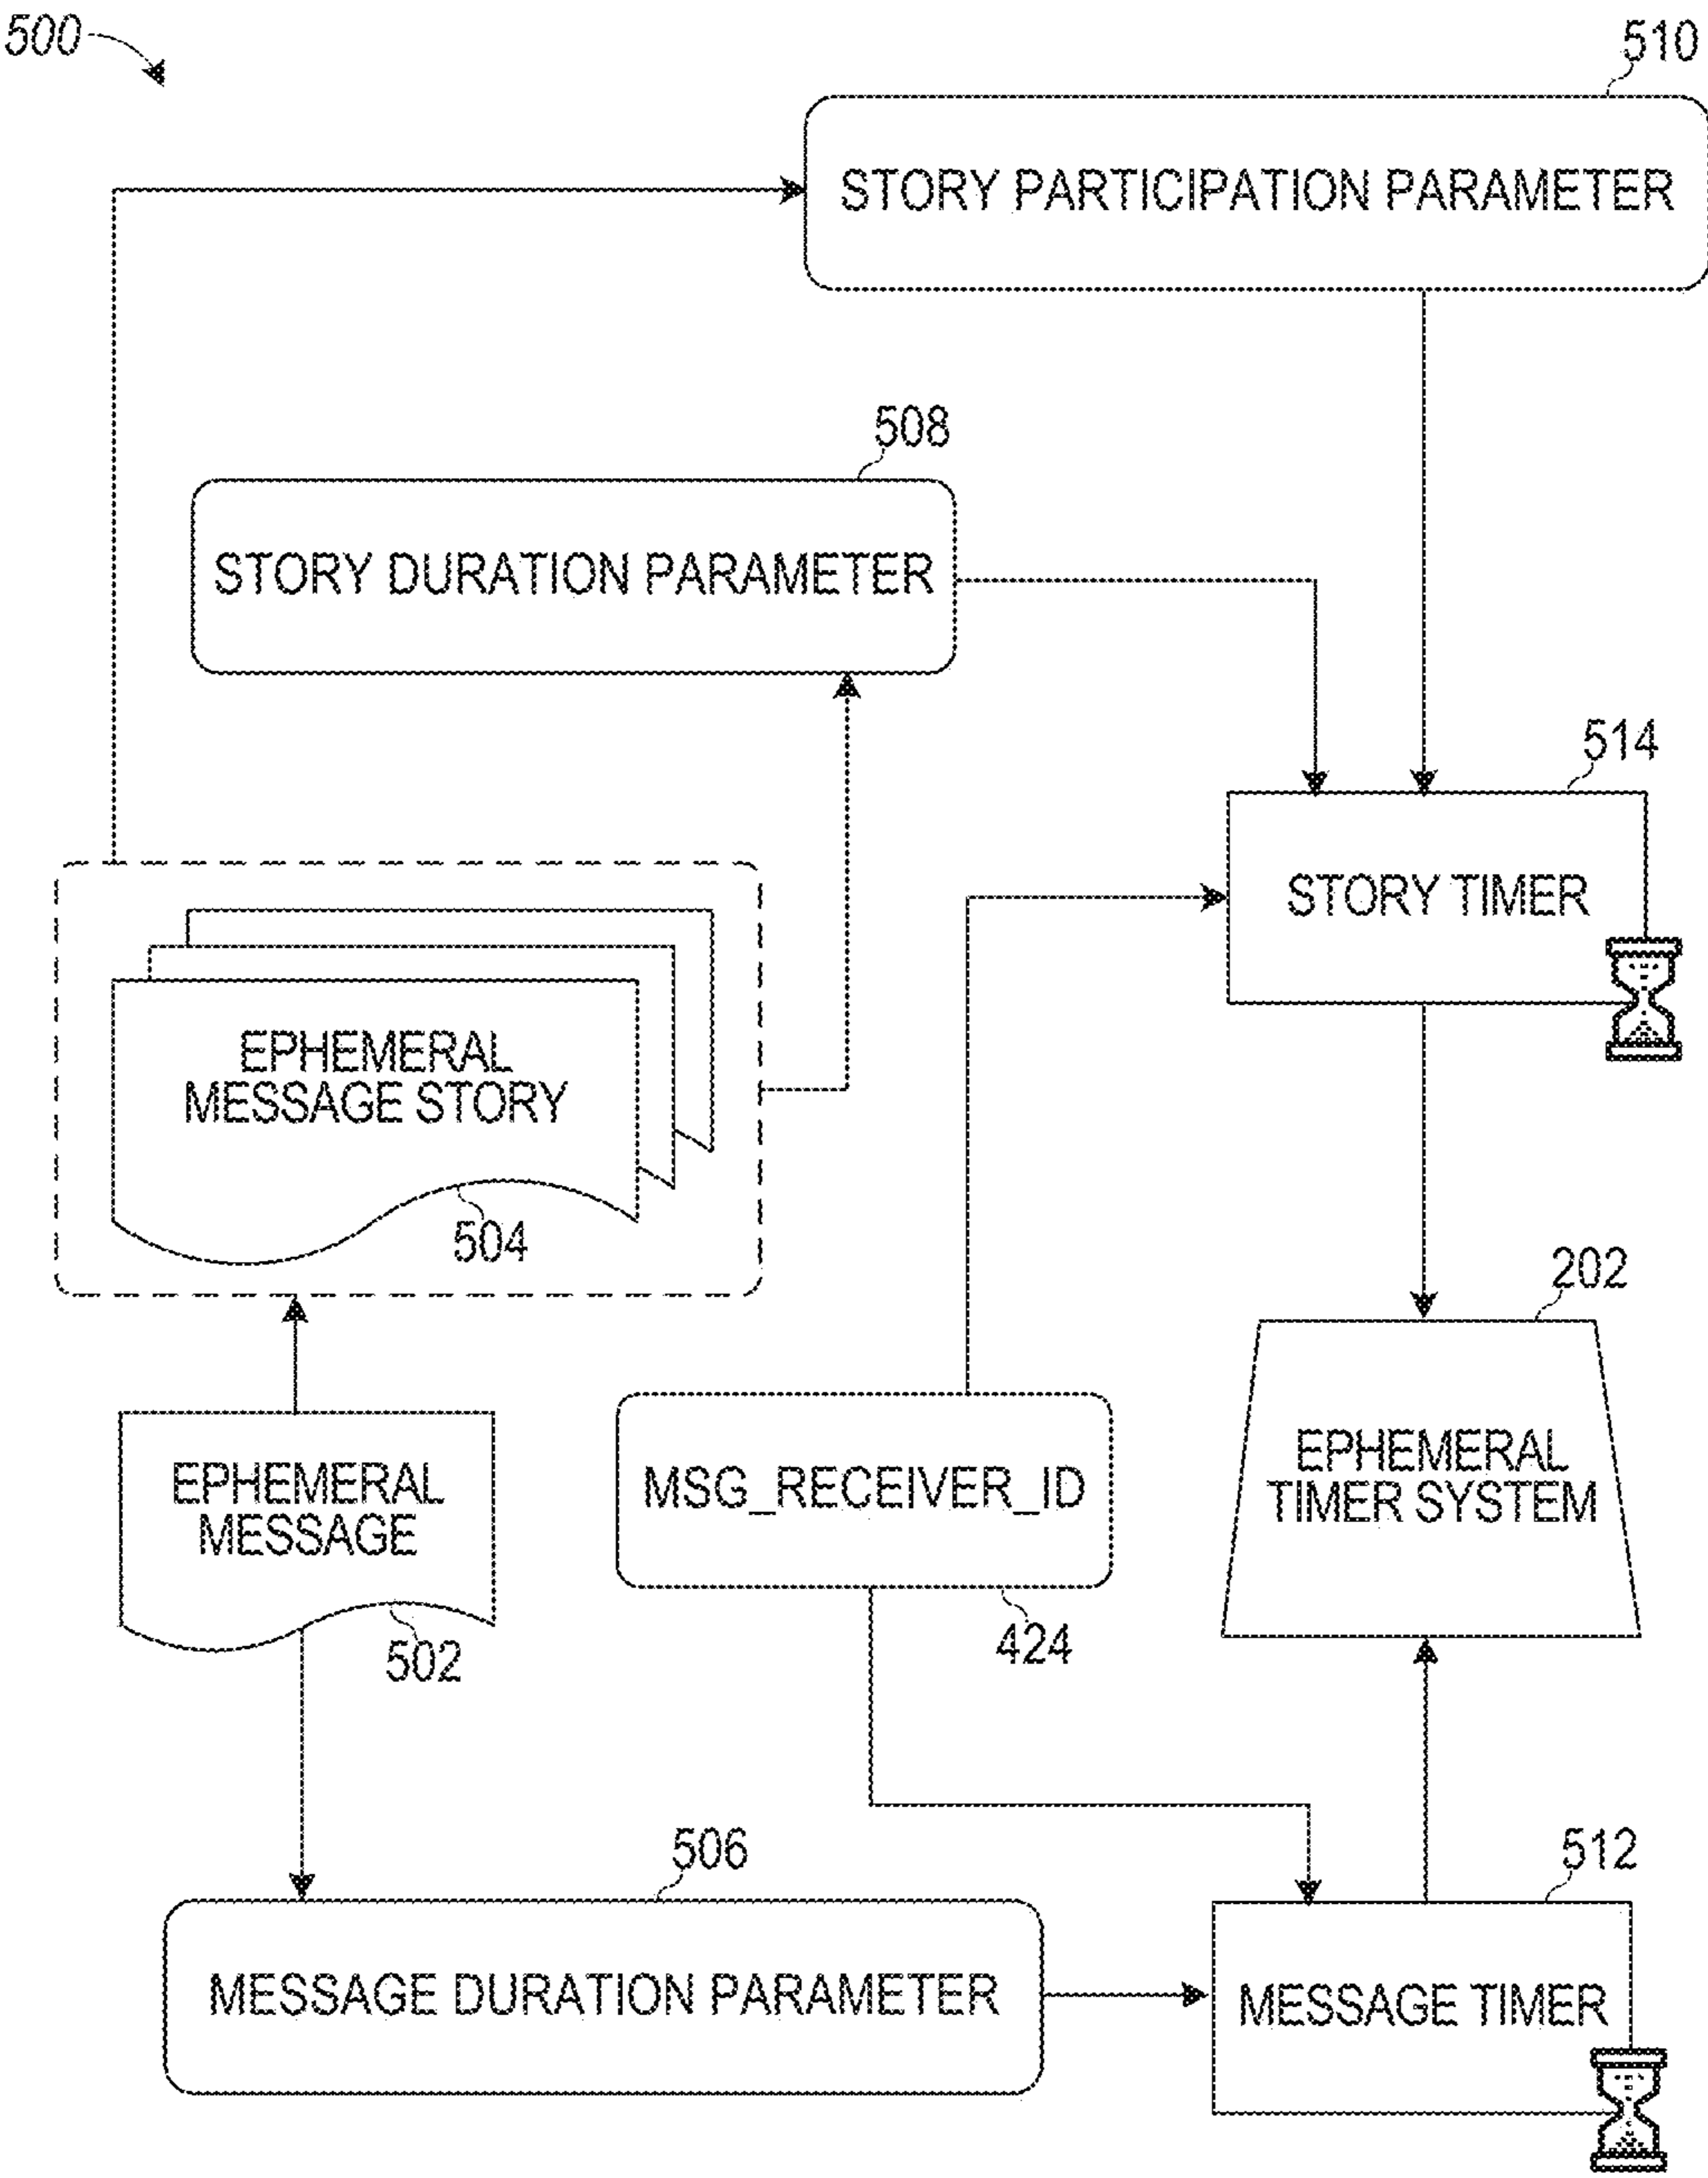 500
510
STORY PARTICIPATION PARAMETER
508
STORY DURATION PARAMETER
514
STORY TIMER
EPHEMERAL
MESSAGE STORY
504
202
EPHEMERAL
TIMER SYSTEM
EPHEMERAL
MESSAGE
502
MSG_RECEIVER_ID
424
506
MESSAGE DURATION PARAMETER
512
MESSAGE TIMER